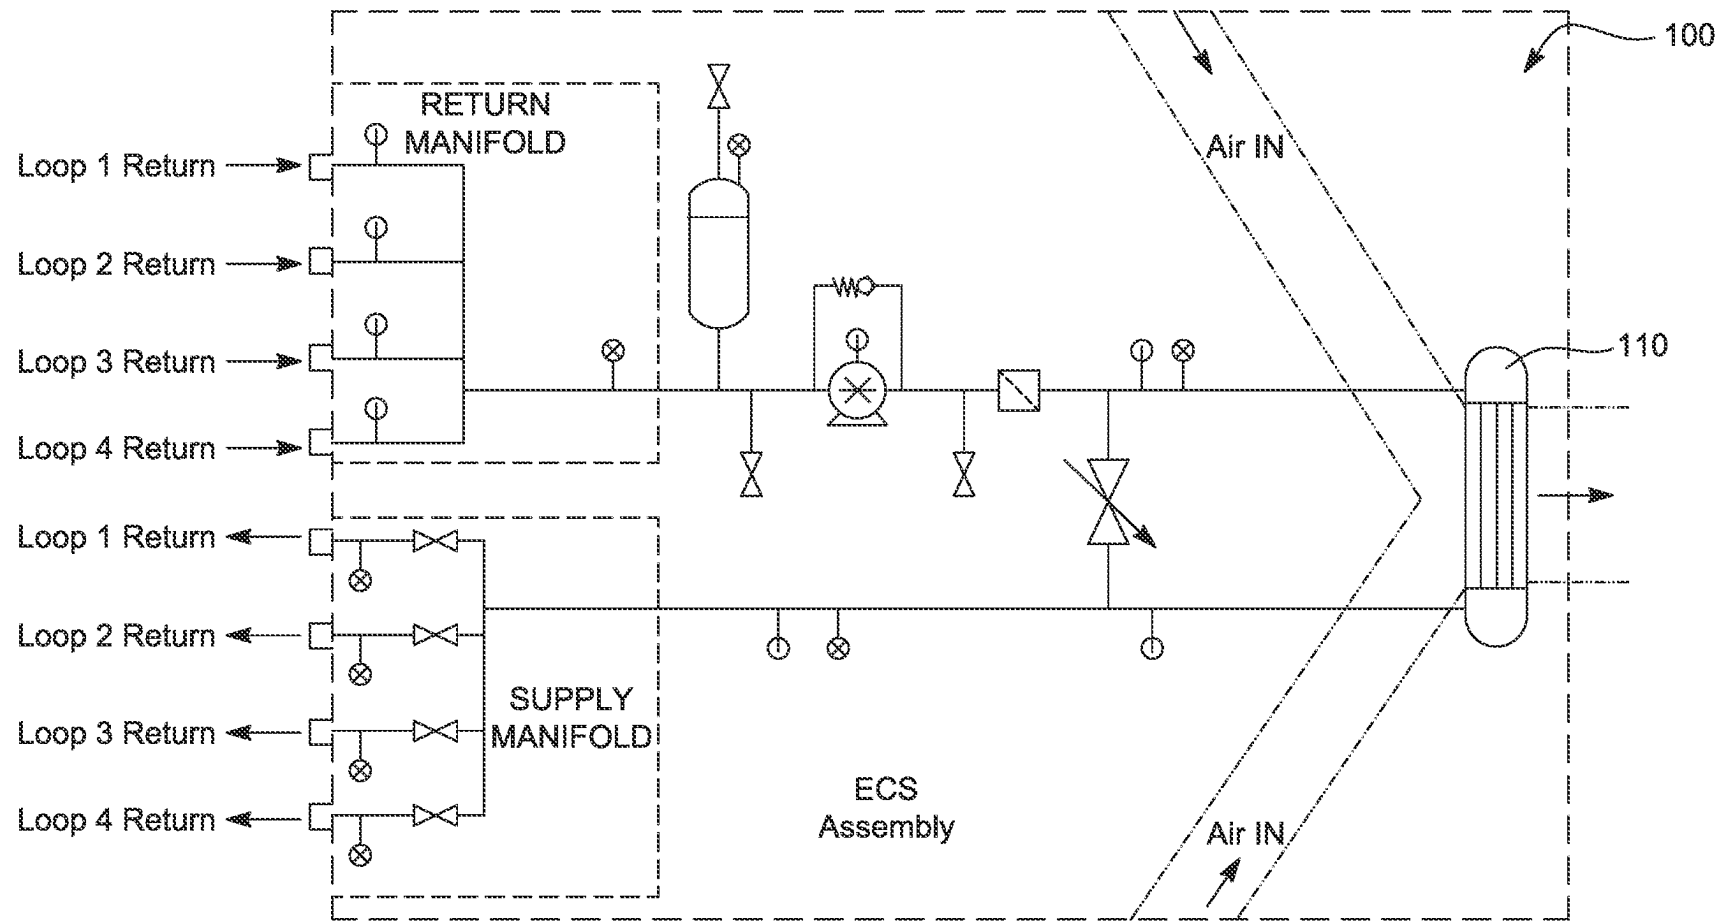 100
RETURN
MANIFOLD
Air IN
Loop 1 Return
Loop 2 Return
Loop 3 Return
110
Loop 4 Return
Loop 1 Return
Loop 2 Return
SUPPLY
MANIFOLD
Loop 3 Return
ECS
Assembly
Loop 4 Return
Air IN